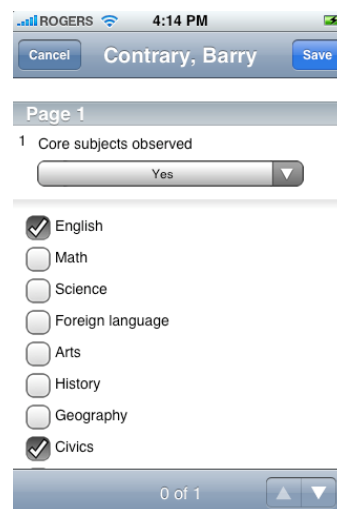 ROGERS 4:14 PM
Cancel Contrary, Barry Save
Page 1
1 Core subjects observed
Yes
English
Math
Science
Foreign language
Arts
History
Geography
Civics
0 of 1